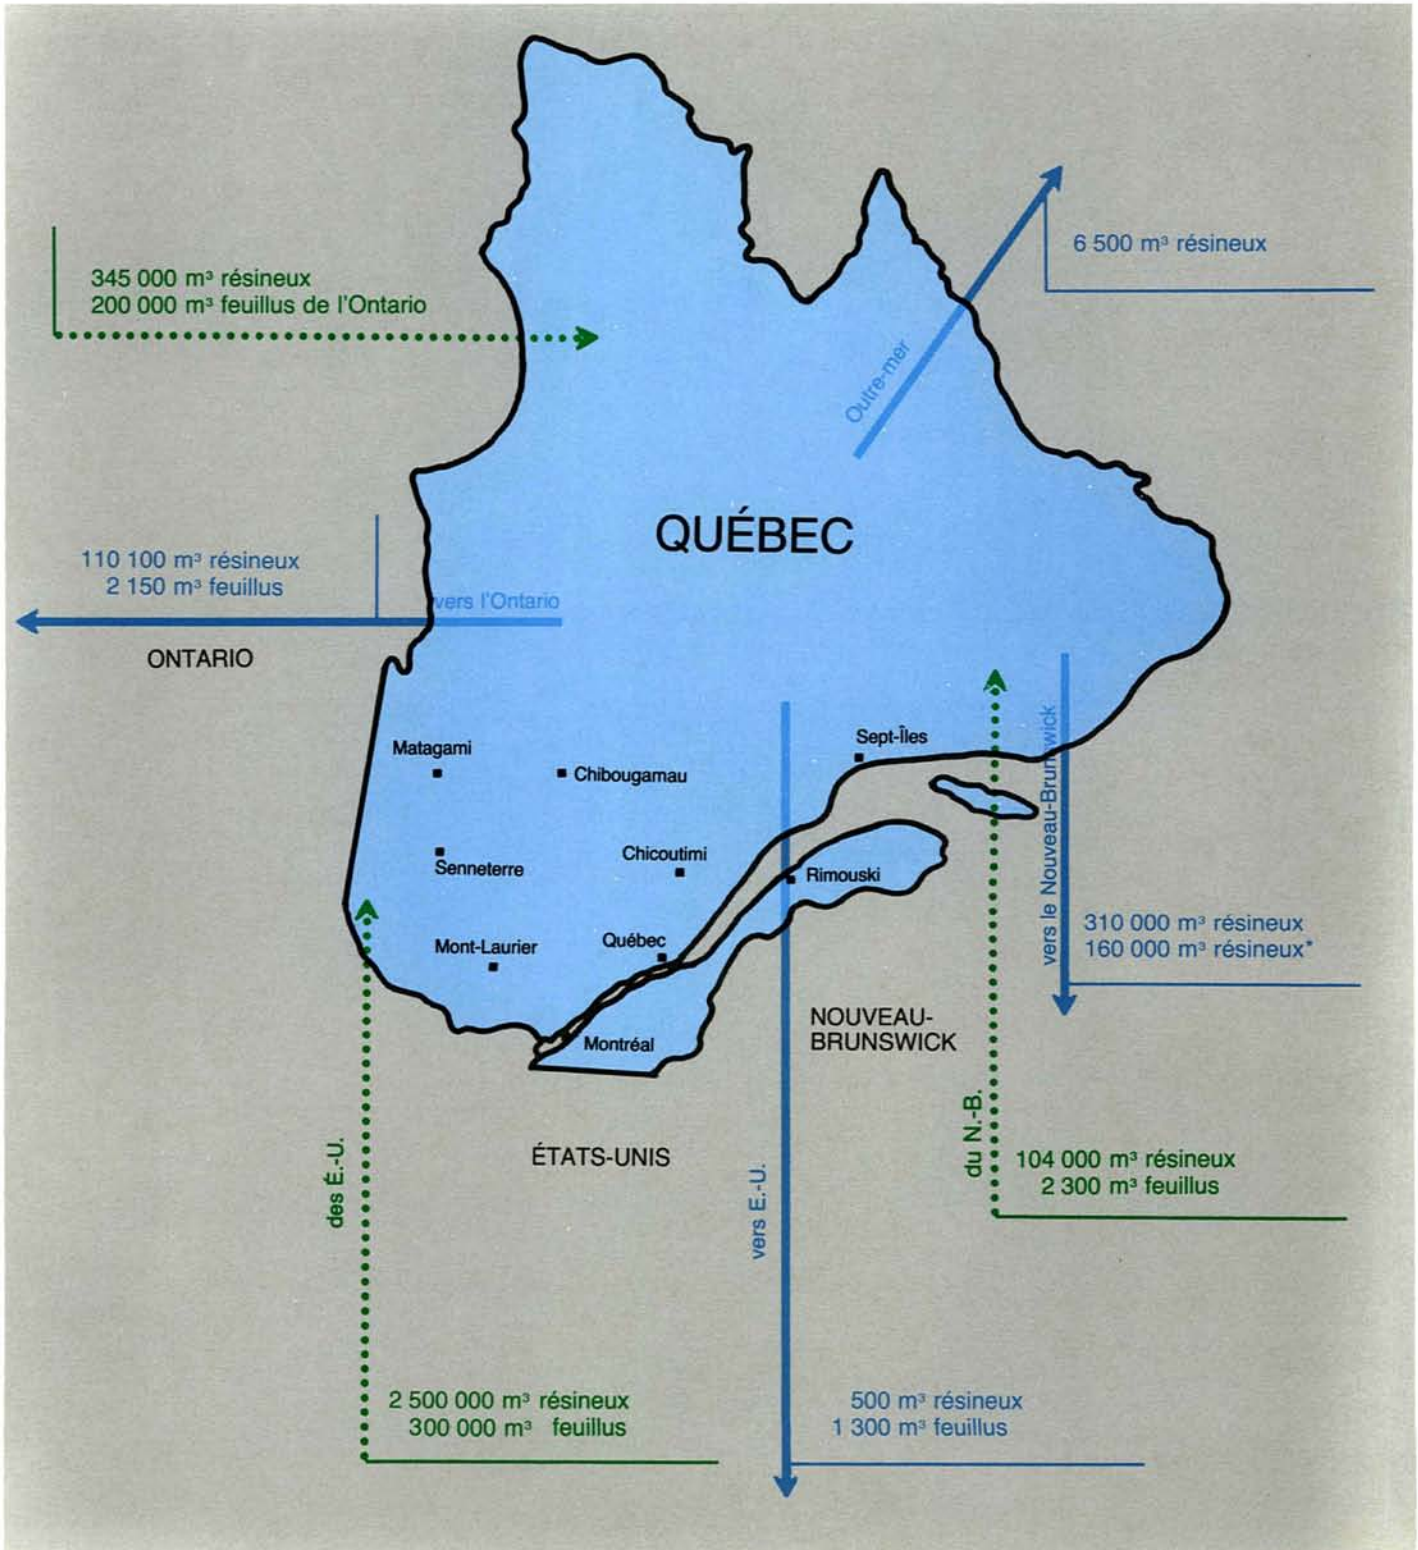 6 500 m³ résineux
345 000 m³ résineux
200 000 m³ feuillus de l'Ontario
Outre-mer
QUÉBEC
110 100 m³ résineux
2 150 m³ feuillus
vers l'Ontario
ONTARIO
Matagami
Chibougamau
Sept-Îles
vers le Nouveau-Brunswick
Senneterre
Chicoutimi
Rimouski
Mont-Laurier
Québec
310 000 m³ résineux
160 000 m³ résineux*
Montréal
NOUVEAU-
BRUNSWICK
ÉTATS-UNIS
des É.-U.
vers E.-U.
du N.-B.
104 000 m³ résineux
2 300 m³ feuillus
2 500 000 m³ résineux
300 000 m³ feuillus
500 m³ résineux
1 300 m³ feuillus